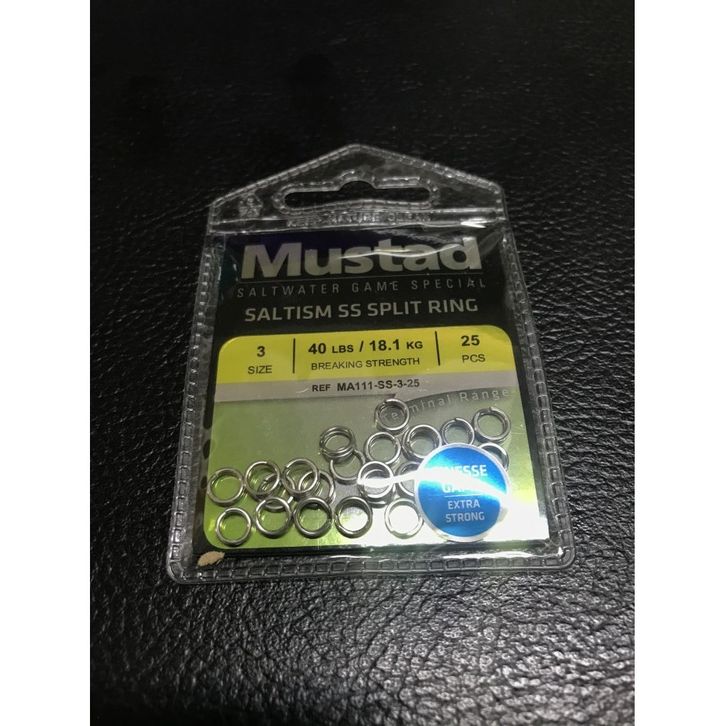 Mustad
SALTWATER GAME SPECIAL
SALTISM SS SPLIT RING
3
SIZE
40 LBS / 18.1 KG
BREAKING STRENGTH
25
PCS
REF MA111-SS-3-25
Terminal Range
GAME
EXTRA
STRONG